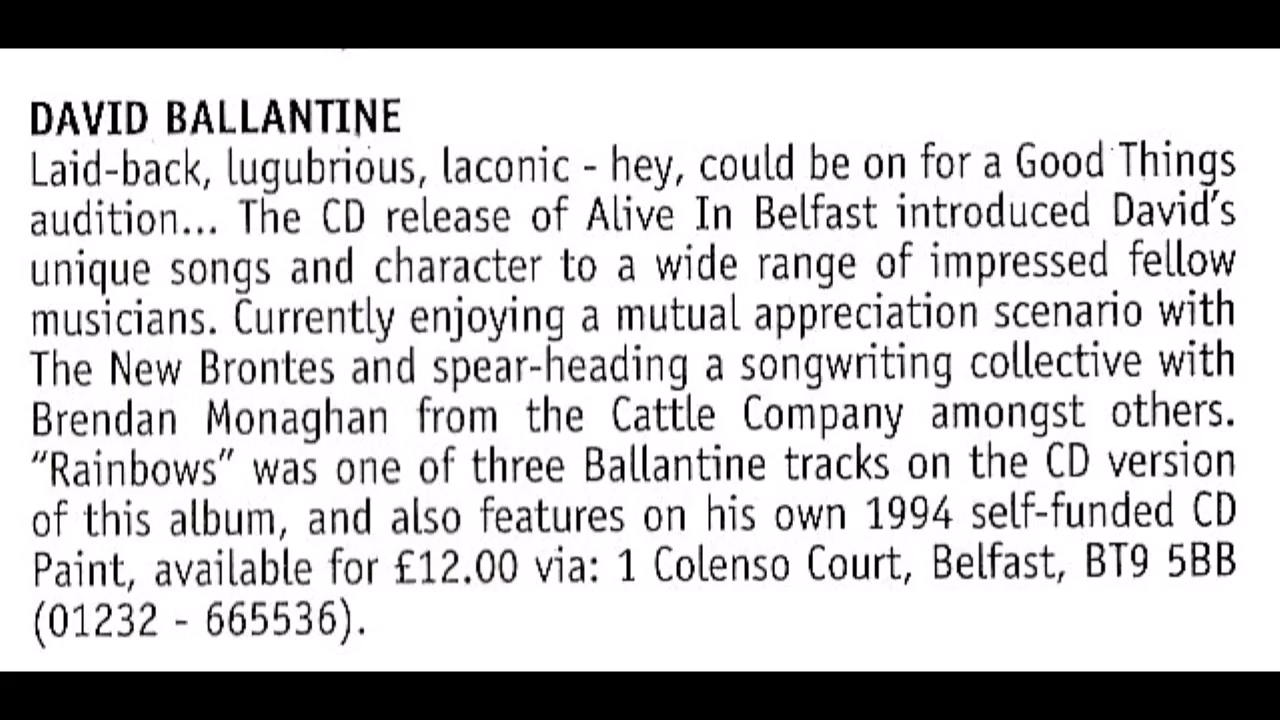 DAVID BALLANTINE
Laid-back, lugubrious, laconic - hey, could be on for a Good Things
audition... The CD release of Alive In Belfast introduced David's
unique songs and character to a wide range of impressed fellow
musicians. Currently enjoying a mutual appreciation scenario with
The New Brontes and spear-heading a songwriting collective with
Brendan Monaghan from the Cattle Company amongst others.
“Rainbows” was one of three Ballantine tracks on the CD version
of this album, and also features on his own 1994 self-funded CD
Paint, available for £12.00 via: 1 Colenso Court, Belfast, BT9 5BB
(01232 - 665536).